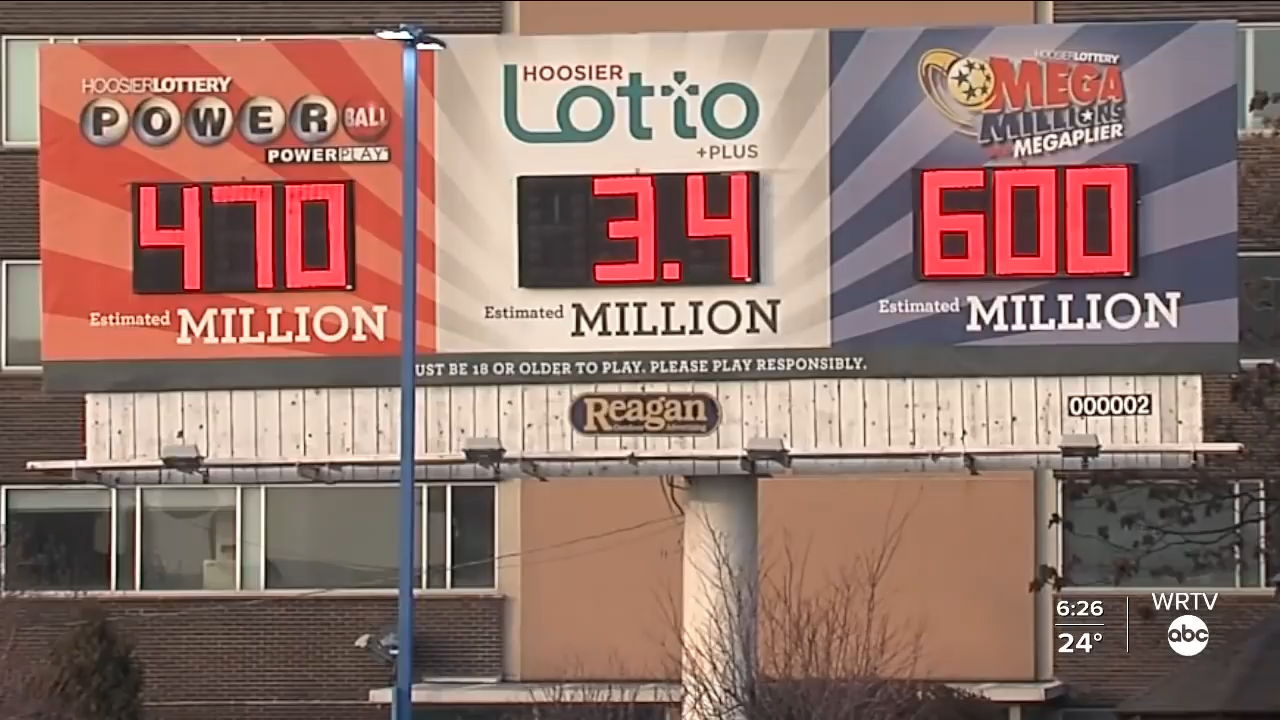 HOOSIERLOTTERY
POWERBALL
POWERPLAY
470
Estimated MILLION
HOOSIER
Lotto
+PLUS
3.4
Estimated MILLION
HOOSIERLOTTERY
MEGA
MILLIONS
MEGAPLIER
600
Estimated MILLION
UST BE 18 OR OLDER TO PLAY. PLEASE PLAY RESPONSIBLY.
Reagan
000002
6:26
24°
WRTV
abc